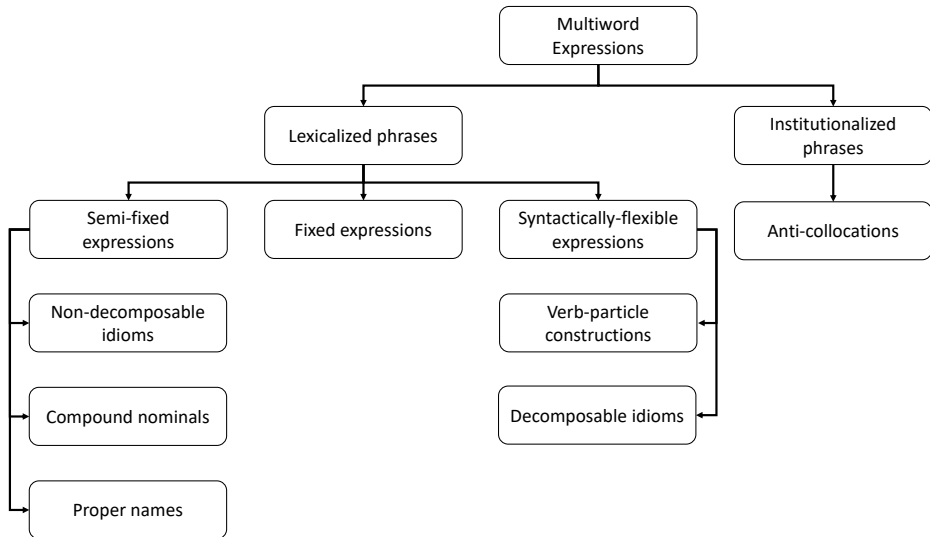 Multiword
Expressions
Lexicalized phrases
Institutionalized
phrases
Semi-fixed
expressions
Fixed expressions
Syntactically-flexible
expressions
Anti-collocations
Non-decomposable
idioms
Verb-particle
constructions
Compound nominals
Decomposable idioms
Proper names